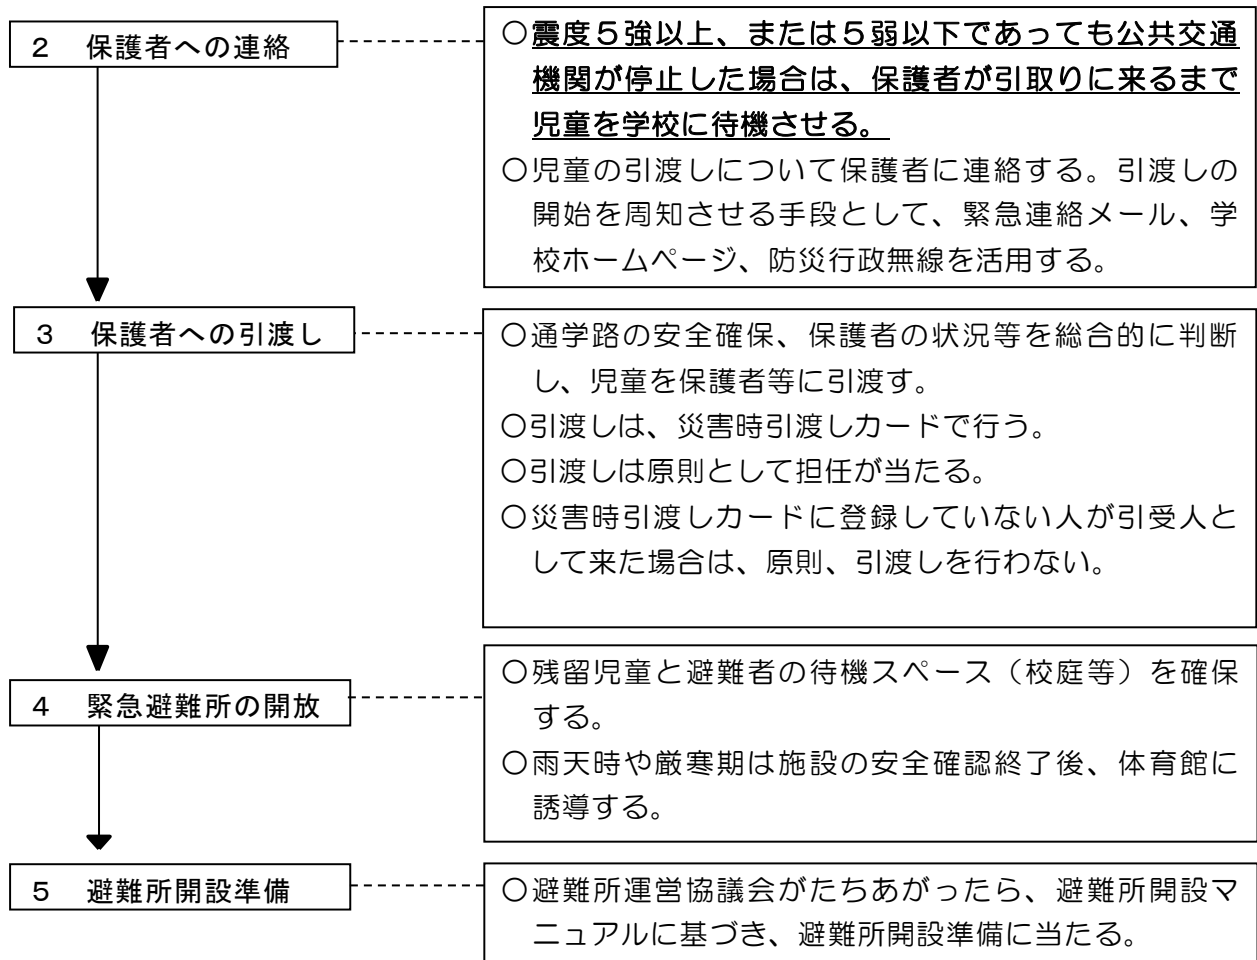 2 保護者への連絡
○震度5強以上、または5弱以下であっても公共交通
機関が停止した場合は、保護者が引取りに来るまで
児童を学校に待機させる。
○児童の引渡しについて保護者に連絡する。引渡しの
開始を周知させる手段として、緊急連絡メール、学
校ホームページ、防災行政無線を活用する。
3 保護者への引渡し
○通学路の安全確保、保護者の状況等を総合的に判断
し、児童を保護者等に引渡す。
○引渡しは、災害時引渡しカードで行う。
○引渡しは原則として担任が当たる。
○災害時引渡しカードに登録していない人が引受人と
して来た場合は、原則、引渡しを行わない。
4 緊急避難所の開放
○残留児童と避難者の待機スペース（校庭等）を確保
する。
○雨天時や厳寒期は施設の安全確認終了後、体育館に
誘導する。
5 避難所開設準備
○避難所運営協議会がたちあがったら、避難所開設マ
ニュアルに基づき、避難所開設準備に当たる。